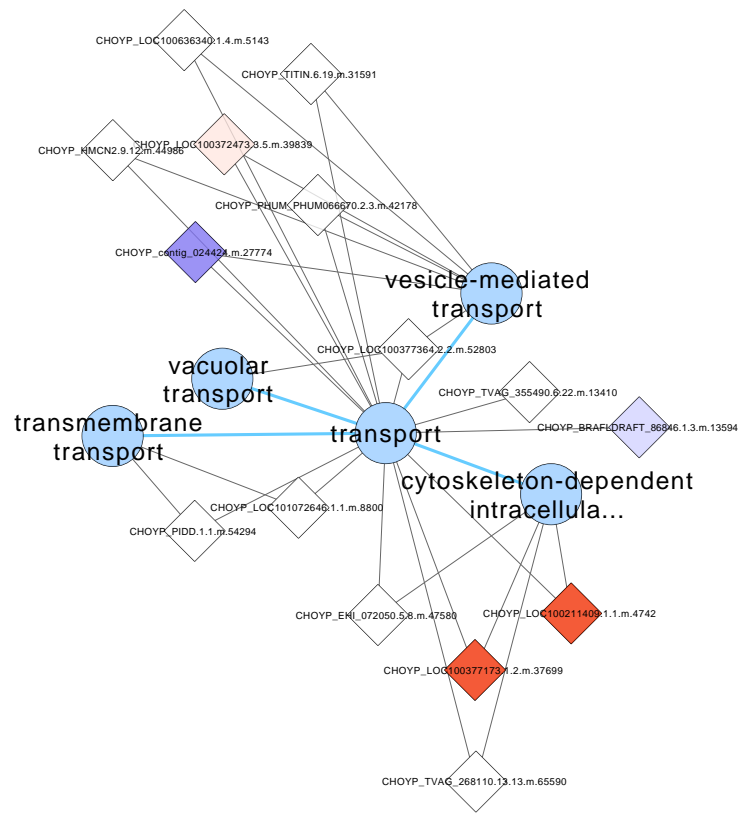 CHOYP_LOC100636340.1.4.m.5143
CHOYP_TITIN.6.19.m.31591
CHOYP_HMCN2.9.12.m.44986
CHOYP_LOC100372473.3.5.m.39839
CHOYP_PHUM_PHUM066670.2.3.m.42178
CHOYP_contig_024424.m.27774
vesicle-mediated
transport
CHOYP_LOC100377364.2.2.m.52803
vacuolar
transport
CHOYP_TVAG_355490.6.22.m.13410
transmembrane
transport
transport
CHOYP_BRAFLDRAFT_86846.1.3.m.13594
cytoskeleton-dependent
intracellula...
CHOYP_LOC101072646.1.1.m.8800
CHOYP_PIDD.1.1.m.54294
CHOYP_EHI_072050.5.8.m.47580
CHOYP_LOC100211409.1.1.m.4742
CHOYP_LOC100377173.1.2.m.37699
CHOYP_TVAG_268110.13.13.m.65590